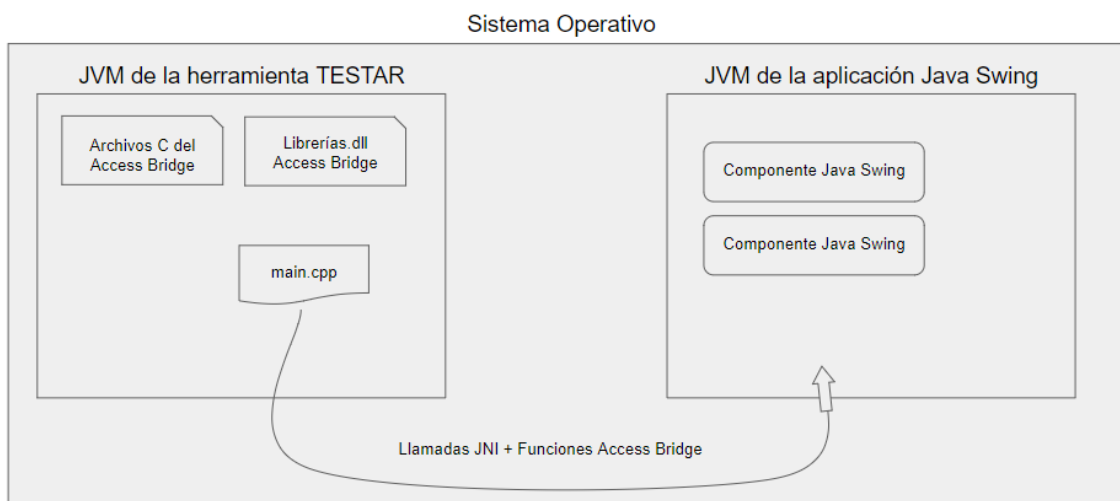 Sistema Operativo
JVM de la herramienta TESTAR
JVM de la aplicación Java Swing
Archivos C del
Access Bridge
Librerías.dll
Access Bridge
main.cpp
Componente Java Swing
Componente Java Swing
Llamadas JNI + Funciones Access Bridge